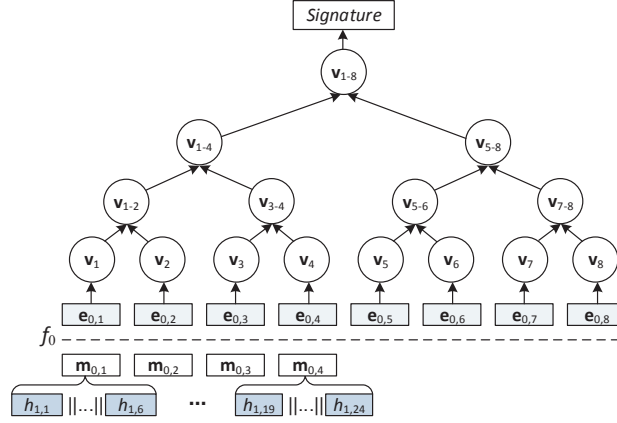 Signature
v1-8
v1-4 v5-8
v1-2 v3-4 v5-6 v7-8
v1 v2 v3 v4 v5 v6 v7 v8
e0,1 e0,2 e0,3 e0,4 e0,5 e0,6 e0,7 e0,8
f0
m0,1 m0,2 m0,3 m0,4
h1,1 ||...|| h1,6 ... h1,19 ||...|| h1,24